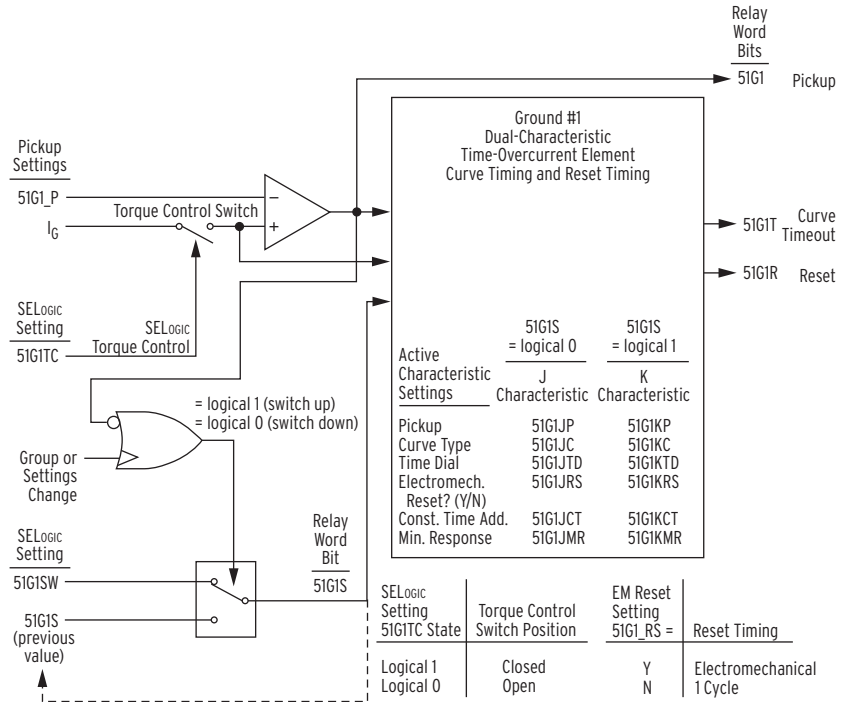 Relay
Word
Bits
51G1 Pickup
Ground #1
Dual-Characteristic
Time-Overcurrent Element
Curve Timing and Reset Timing
Pickup
Settings
51G1_P
IG
Torque Control Switch
−
+
51G1T Curve
Timeout
51G1R Reset
SELOGIC
Setting
51G1TC
SELOGIC
Torque Control
51G1S
= logical 0
51G1S
= logical 1
Active
Characteristic
Settings
J
Characteristic
K
Characteristic
Pickup 51G1JP 51G1KP
Curve Type 51G1JC 51G1KC
Time Dial 51G1JTD 51G1KTD
Electromech. 51G1JRS 51G1KRS
Reset? (Y/N)
Const. Time Add. 51G1JCT 51G1KCT
Min. Response 51G1JMR 51G1KMR
= logical 1 (switch up)
= logical 0 (switch down)
Group or
Settings
Change
SELOGIC
Setting
51G1SW
51G1S
(previous
value)
Relay
Word
Bit
51G1S
SELOGIC
Setting
51G1TC State
Torque Control
Switch Position
Logical 1 Closed
Logical 0 Open
EM Reset
Setting
51G1_RS =
Reset Timing
Y Electromechanical
N 1 Cycle